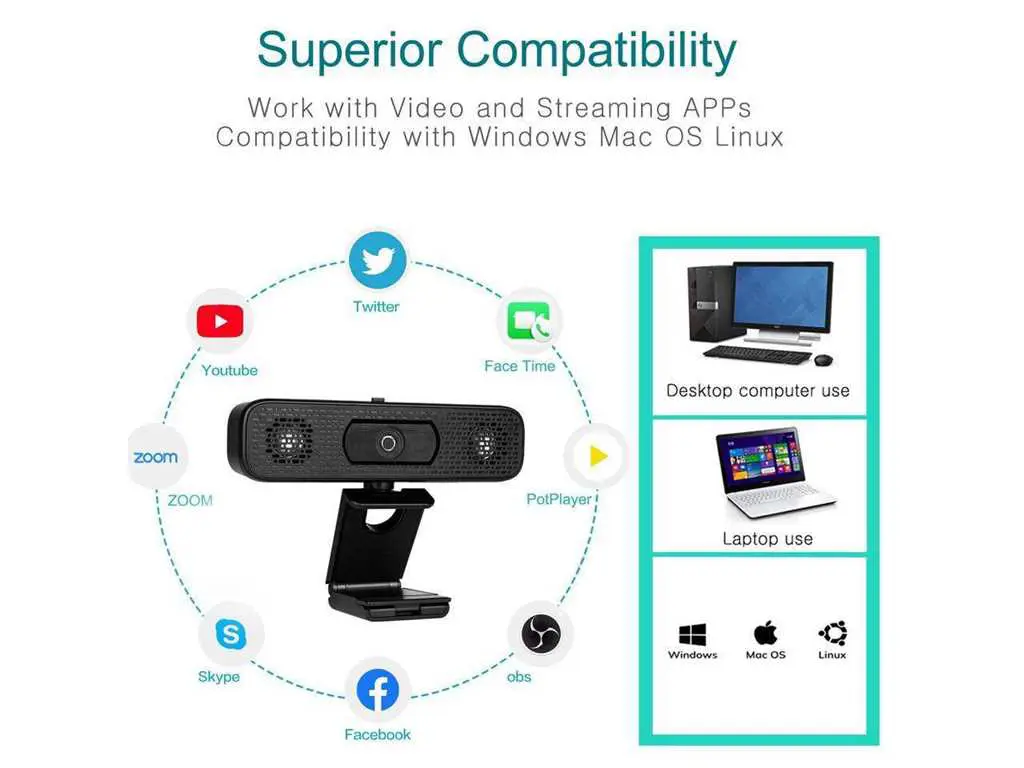 Superior Compatibility
Work with Video and Streaming APPs
Compatibility with Windows Mac OS Linux
Twitter
Youtube
Face Time
Desktop computer use
zoom
ZOOM
PotPlayer
Laptop use
S
Skype
obs
Facebook
Windows
Mac OS
Linux